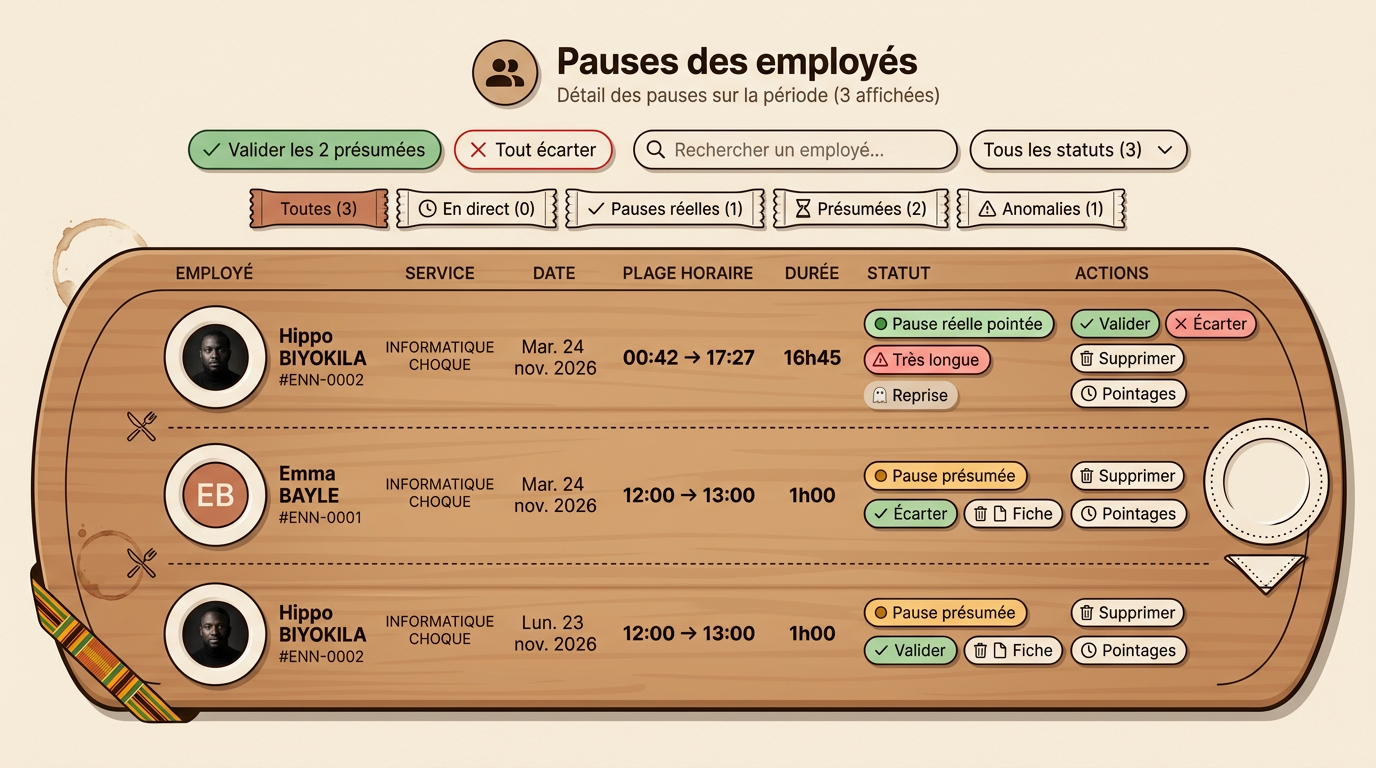 Pauses des employés
Détail des pauses sur la période (3 affichées)
Valider les 2 présumées
Tout écarter
Rechercher un employé...
Tous les statuts (3)
Toutes (3)
En direct (0)
Pauses réelles (1)
Présumées (2)
Anomalies (1)
EMPLOYÉ
SERVICE
DATE
PLAGE HORAIRE
DURÉE
STATUT
ACTIONS
Hippo
BIYOKILA
#ENN-0002
INFORMATIQUE
CHOQUE
Mar. 24
nov. 2026
00:42 → 17:27
16h45
Pause réelle pointée
Très longue
Reprise
Valider
Écarter
Supprimer
Pointages
EB
Emma
BAYLE
#ENN-0001
INFORMATIQUE
CHOQUE
Mar. 24
nov. 2026
12:00 → 13:00
1h00
Pause présumée
Écarter
Fiche
Supprimer
Pointages
Hippo
BIYOKILA
#ENN-0002
INFORMATIQUE
CHOQUE
Lun. 23
nov. 2026
12:00 → 13:00
1h00
Pause présumée
Valider
Fiche
Supprimer
Pointages